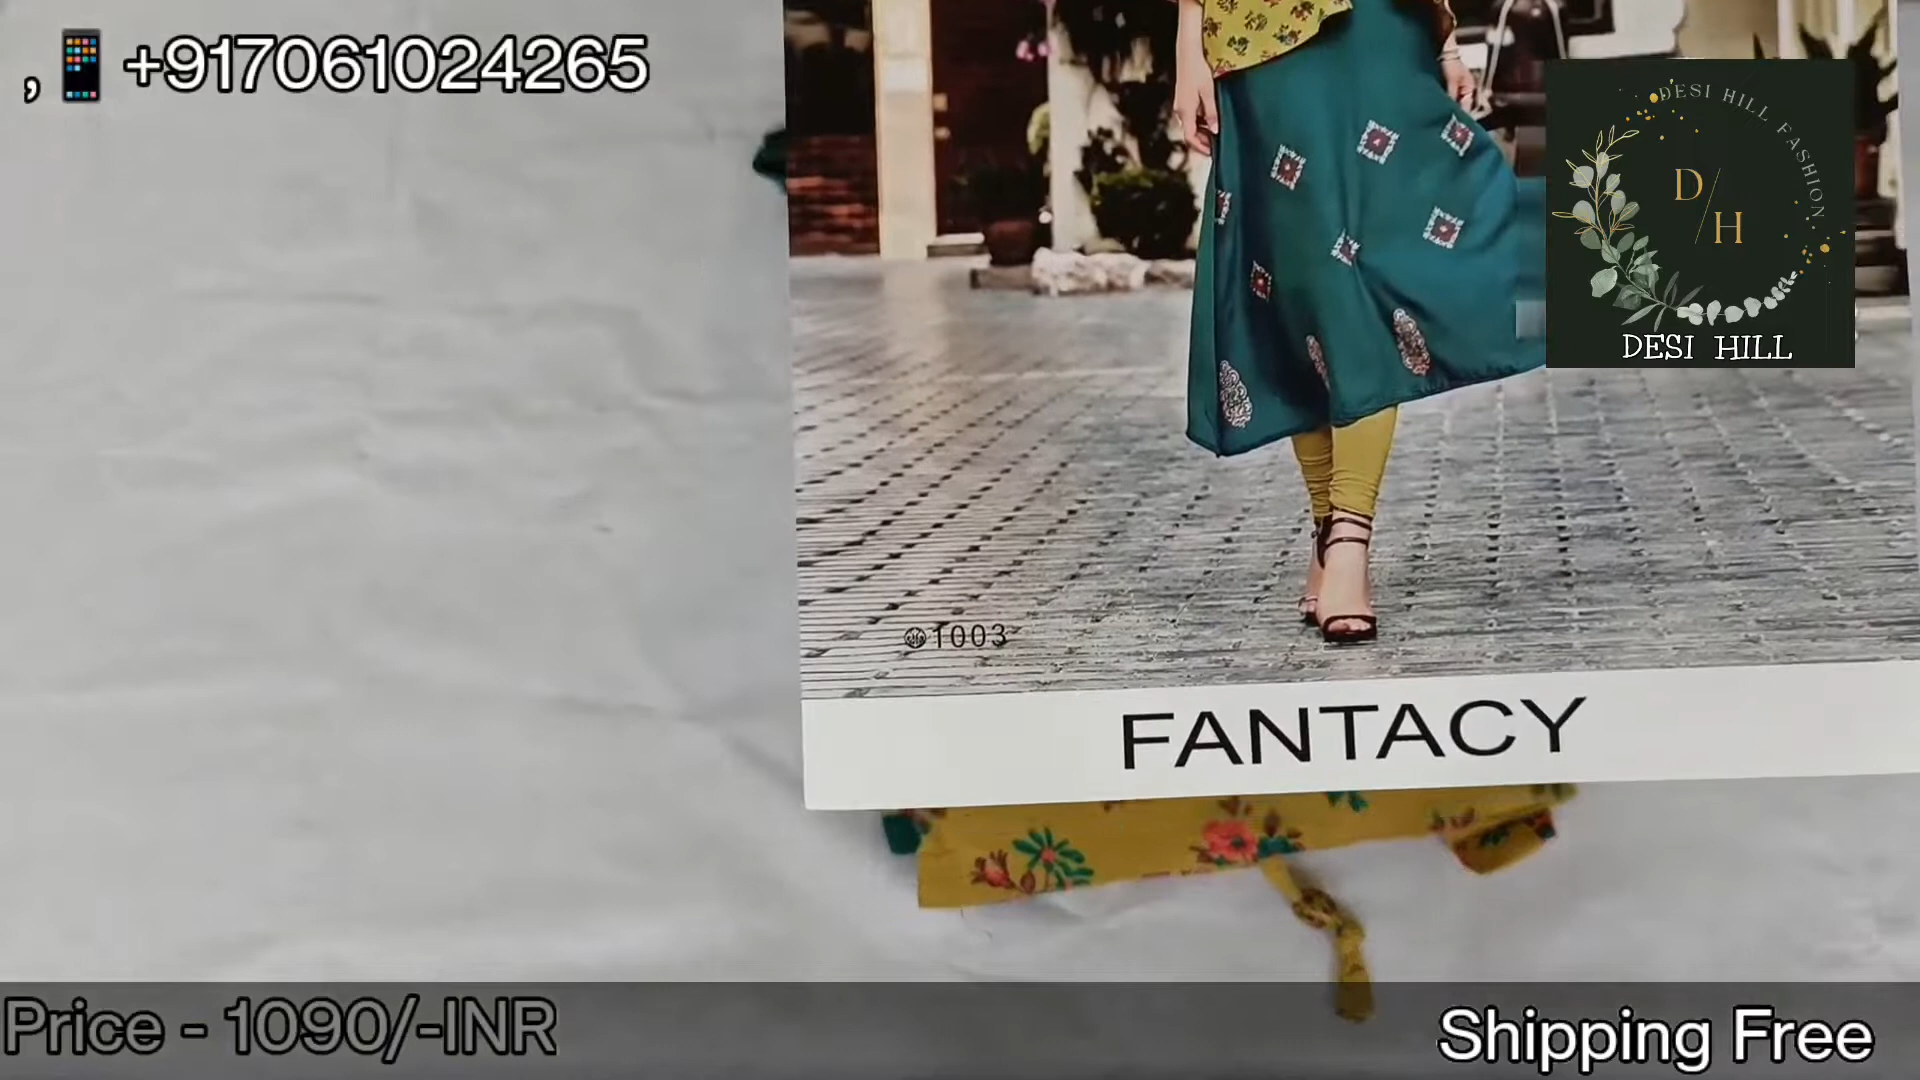 ,📱+917061024265
DESI HILL FASHION
D/H
DESI HILL
1003
FANTACY
Price - 1090/-INR
Shipping Free